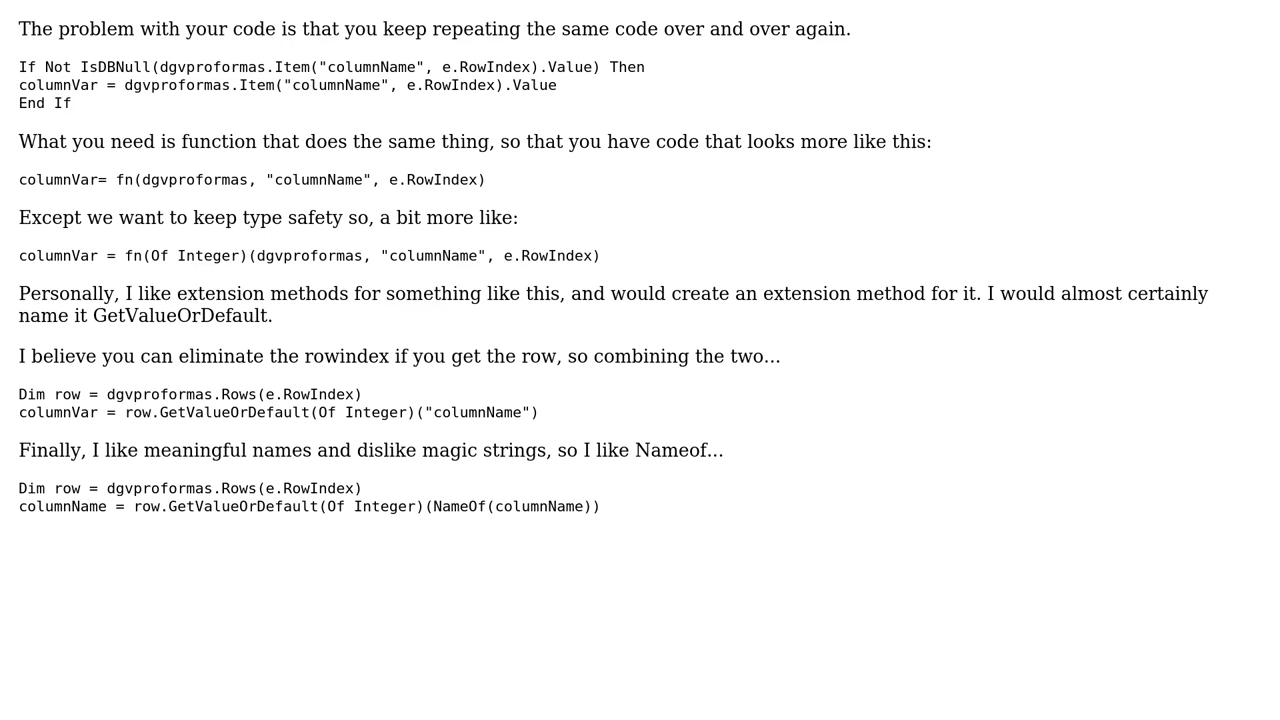 The problem with your code is that you keep repeating the same code over and over again.
If Not IsDBNull(dgvproformas.Item("columnName", e.RowIndex).Value) Then
columnVar = dgvproformas.Item("columnName", e.RowIndex).Value
End If
What you need is function that does the same thing, so that you have code that looks more like this:
columnVar= fn(dgvproformas, "columnName", e.RowIndex)
Except we want to keep type safety so, a bit more like:
columnVar = fn(Of Integer)(dgvproformas, "columnName", e.RowIndex)
Personally, I like extension methods for something like this, and would create an extension method for it. I would almost certainly
name it GetValueOrDefault.
I believe you can eliminate the rowindex if you get the row, so combining the two...
Dim row = dgvproformas.Rows(e.RowIndex)
columnVar = row.GetValueOrDefault(Of Integer)("columnName")
Finally, I like meaningful names and dislike magic strings, so I like Nameof...
Dim row = dgvproformas.Rows(e.RowIndex)
columnName = row.GetValueOrDefault(Of Integer)(NameOf(columnName))